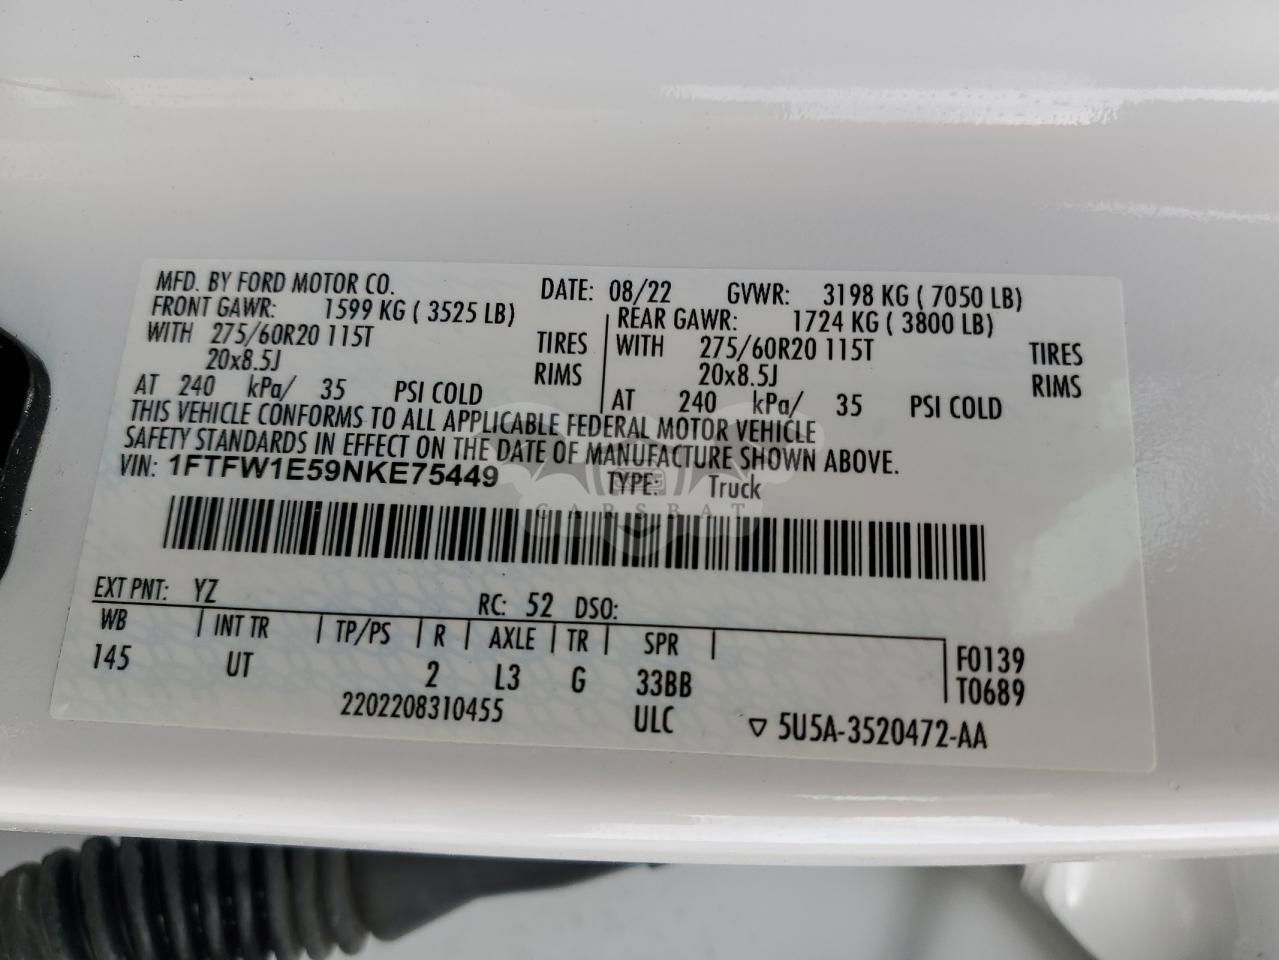 MFD. BY FORD MOTOR CO. DATE: 08/22 GVWR: 3198 KG ( 7050 LB)
FRONT GAWR: 1599 KG ( 3525 LB) REAR GAWR: 1724 KG ( 3800 LB)
WITH 275/60R20 115T TIRES WITH 275/60R20 115T TIRES
20x8.5J RIMS 20x8.5J RIMS
AT 240 kPa/ 35 PSI COLD AT 240 kPa/ 35 PSI COLD
THIS VEHICLE CONFORMS TO ALL APPLICABLE FEDERAL MOTOR VEHICLE
SAFETY STANDARDS IN EFFECT ON THE DATE OF MANUFACTURE SHOWN ABOVE.
VIN: 1FTFW1E59NKE75449 TYPE: Truck
CARSBAT
EXT PNT: YZ RC: 52 DSO:
WB INT TR TP/PS R AXLE TR SPR F0139
145 UT 2 L3 G 33BB T0689
2202208310455 ULC 5U5A-3520472-AA